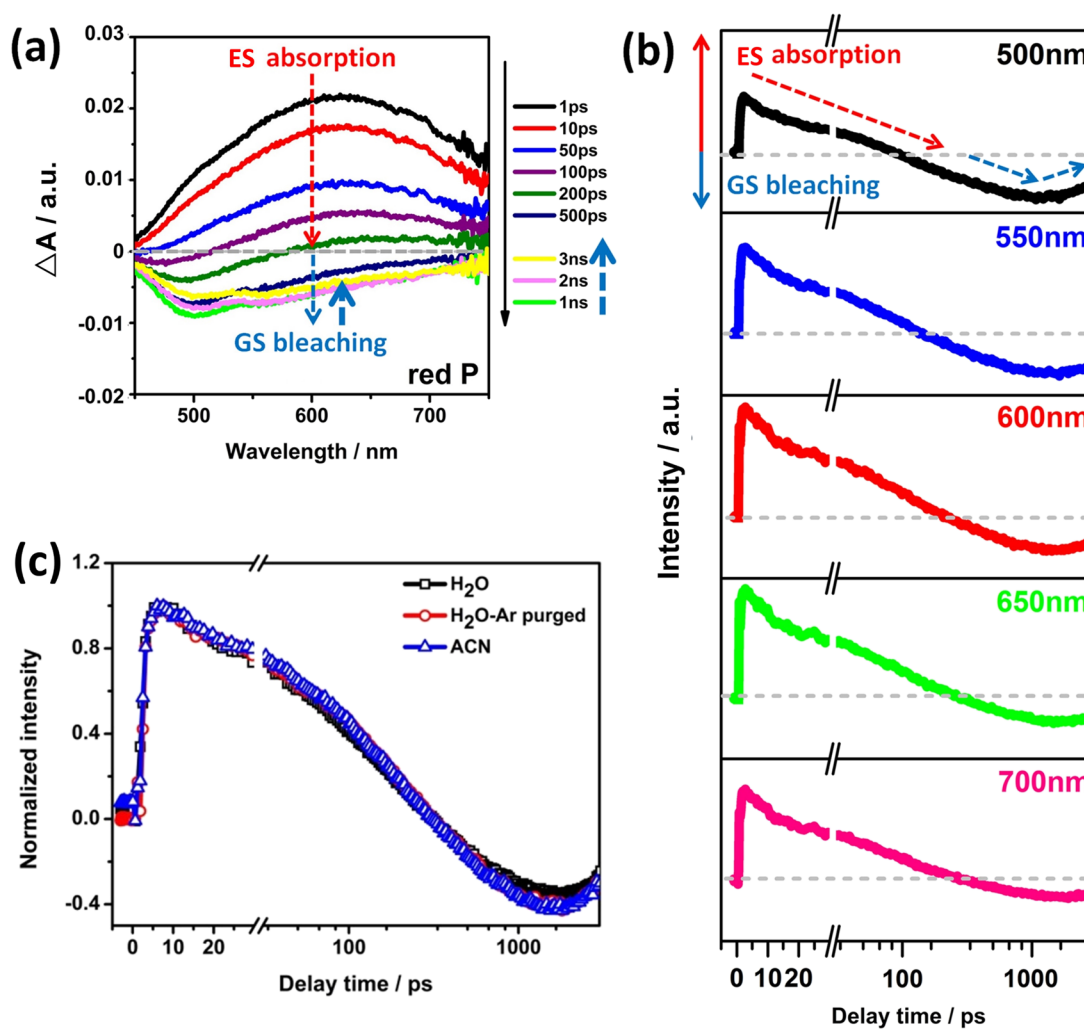 (a)
0.03
0.02
0.01
0
-0.01
-0.02
△A / a.u.
ES absorption
GS bleaching
red P
500
600
700
Wavelength / nm
1ps
10ps
50ps
100ps
200ps
500ps
3ns
2ns
1ns
(b)
500nm
ES absorption
GS bleaching
550nm
600nm
650nm
700nm
Intensity / a.u.
0
10
20
100
1000
Delay time / ps
(c)
1.2
0.8
0.4
0.0
-0.4
Normalized intensity
H₂O
H₂O-Ar purged
ACN
0
10
20
100
1000
Delay time / ps